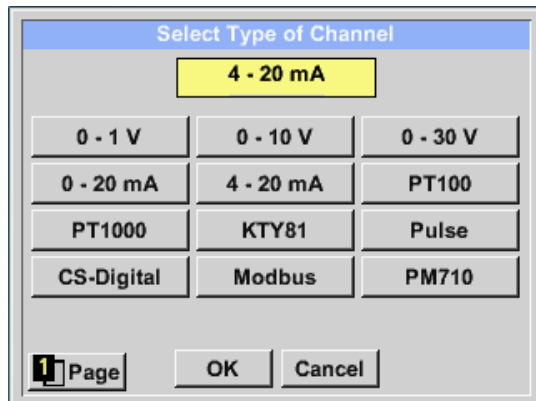 Select Type of Channel
4 - 20 mA
0 - 1 V 0 - 10 V 0 - 30 V
0 - 20 mA 4 - 20 mA PT100
PT1000 KTY81 Pulse
CS-Digital Modbus PM710
1 Page OK Cancel